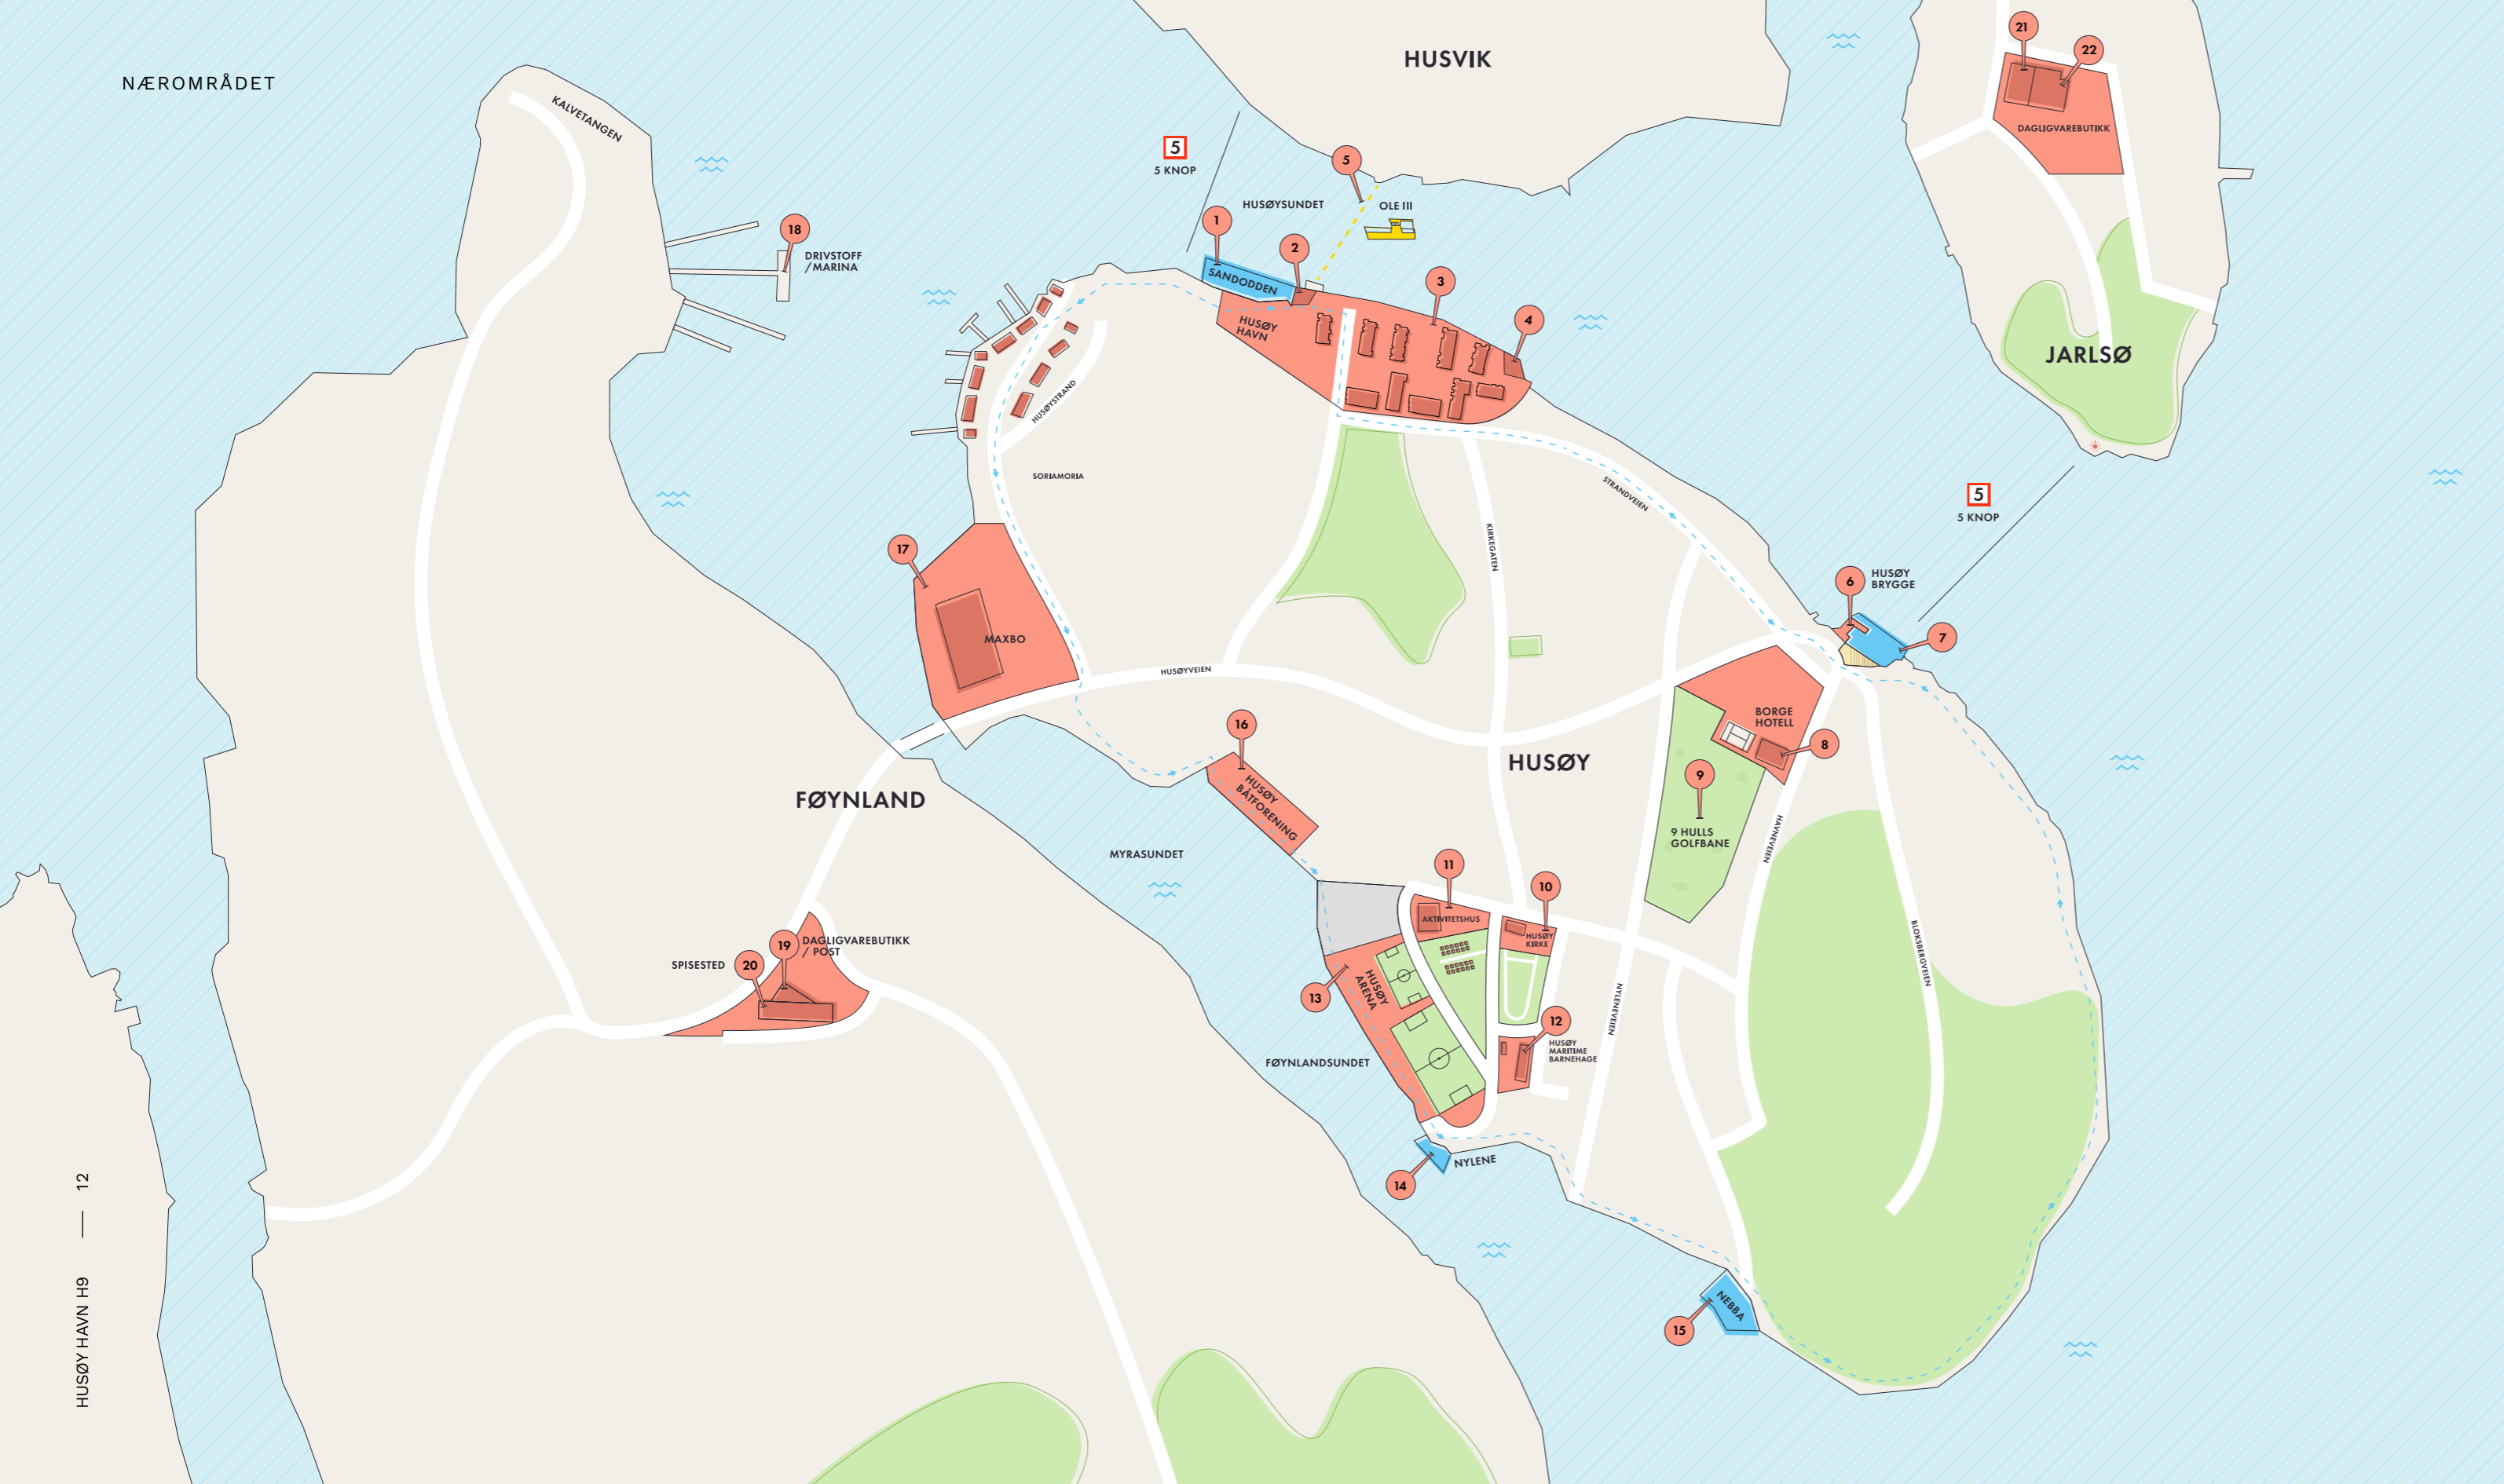 NÆROMRÅDET
KALVETANGEN
HUSVIK
5
5 KNOP
5
HUSØYSUNDET
OLE III
21
22
DAGLIGVAREBUTIKK
JARLSØ
18
DRIVSTOFF
/MARINA
1
SANDODDEN
2
HUSØY
HAVN
3
4
HUSØYSTRAND
SORIAMORIA
17
MAXBO
HUSØYVEIEN
KIRKEGATEN
STRANDVEIEN
5
5 KNOP
6
HUSØY
BRYGGE
7
BORGE
HOTELL
8
9
9 HULLS
GOLFBANE
HAVNEVEIEN
HUSØY
FØYNLAND
16
HUSØY
BÅTFORENING
MYRASUNDET
11
AKTIVITETSHUS
10
HUSØY
KIRKE
13
HUSØY
ARENA
12
HUSØY
MARITIME
BARNEHAGE
NYLENEVEIEN
BLOKSBERGVEIEN
19
DAGLIGVAREBUTIKK
/ POST
SPISESTED
20
FØYNLANDSUNDET
14
NYLENE
15
NEBBA
HUSØY HAVN H9 — 12